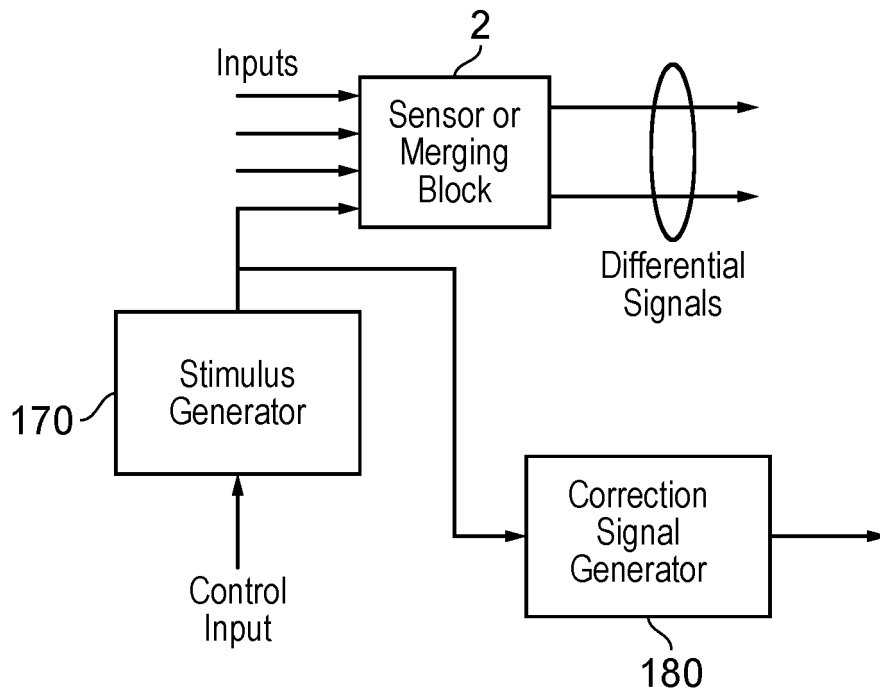 2
Inputs
Sensor or
Merging
Block
Differential
Signals
Stimulus
Generator
170
Correction
Signal
Generator
Control
Input
180